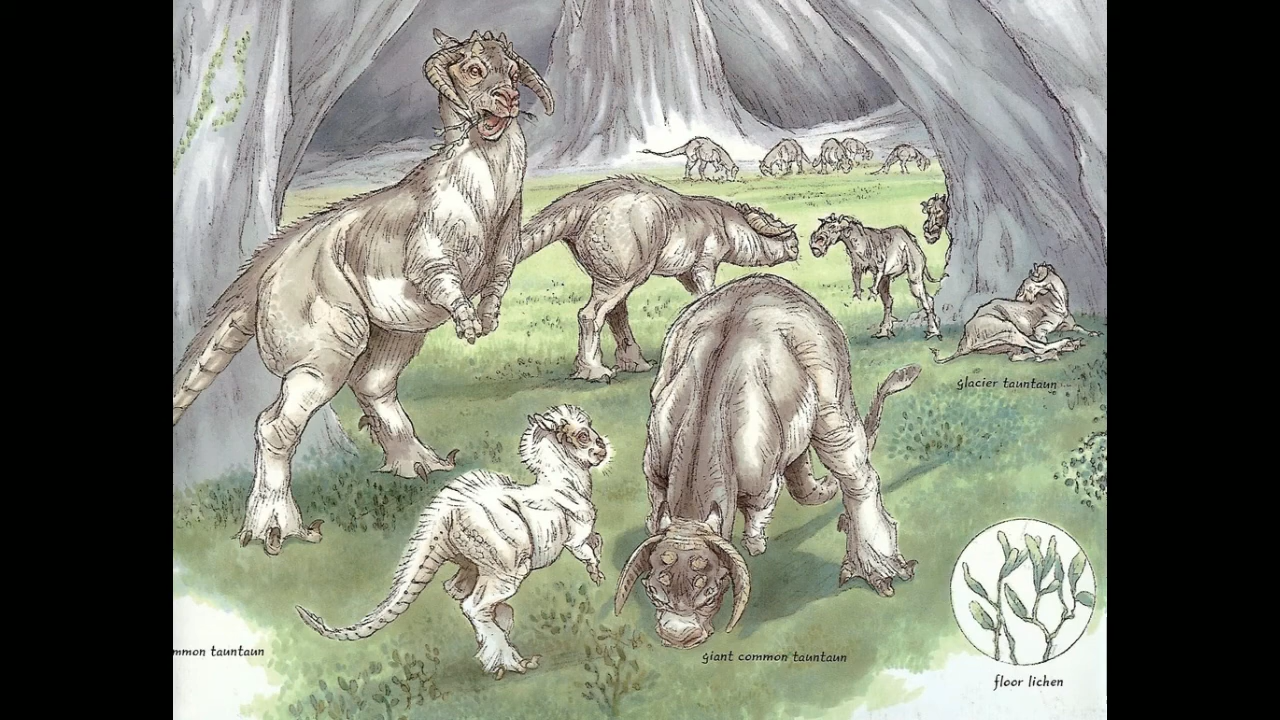 glacier tauntaun
mmon tauntaun
giant common tauntaun
floor lichen